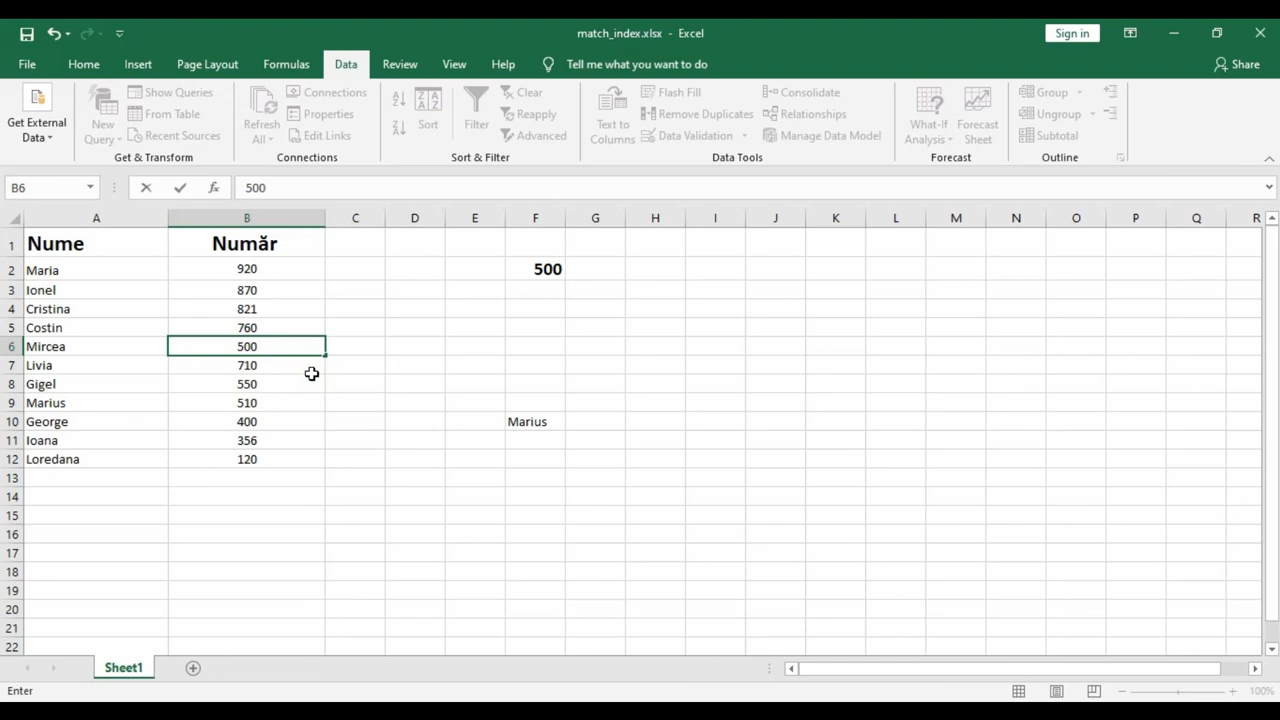 match_index.xlsx - Excel
Sign in
File Home Insert Page Layout Formulas Data Review View Help Tell me what you want to do Share
Get External Data
New Query
Show Queries
From Table
Recent Sources
Get & Transform
Refresh All
Connections
Properties
Edit Links
Connections
Sort
Filter
Clear
Reapply
Advanced
Sort & Filter
Text to Columns
Flash Fill
Remove Duplicates
Data Validation
Consolidate
Relationships
Manage Data Model
Data Tools
What-If Analysis
Forecast Sheet
Forecast
Group
Ungroup
Subtotal
Outline
B6 fx 500
A B C D E F G H I J K L M N O P Q R
1 Nume Număr
2 Maria 920 500
3 Ionel 870
4 Cristina 821
5 Costin 760
6 Mircea 500
7 Livia 710
8 Gigel 550
9 Marius 510
10 George 400 Marius
11 Ioana 356
12 Loredana 120
13
14
15
16
17
18
19
20
21
22
Sheet1
Enter 100%